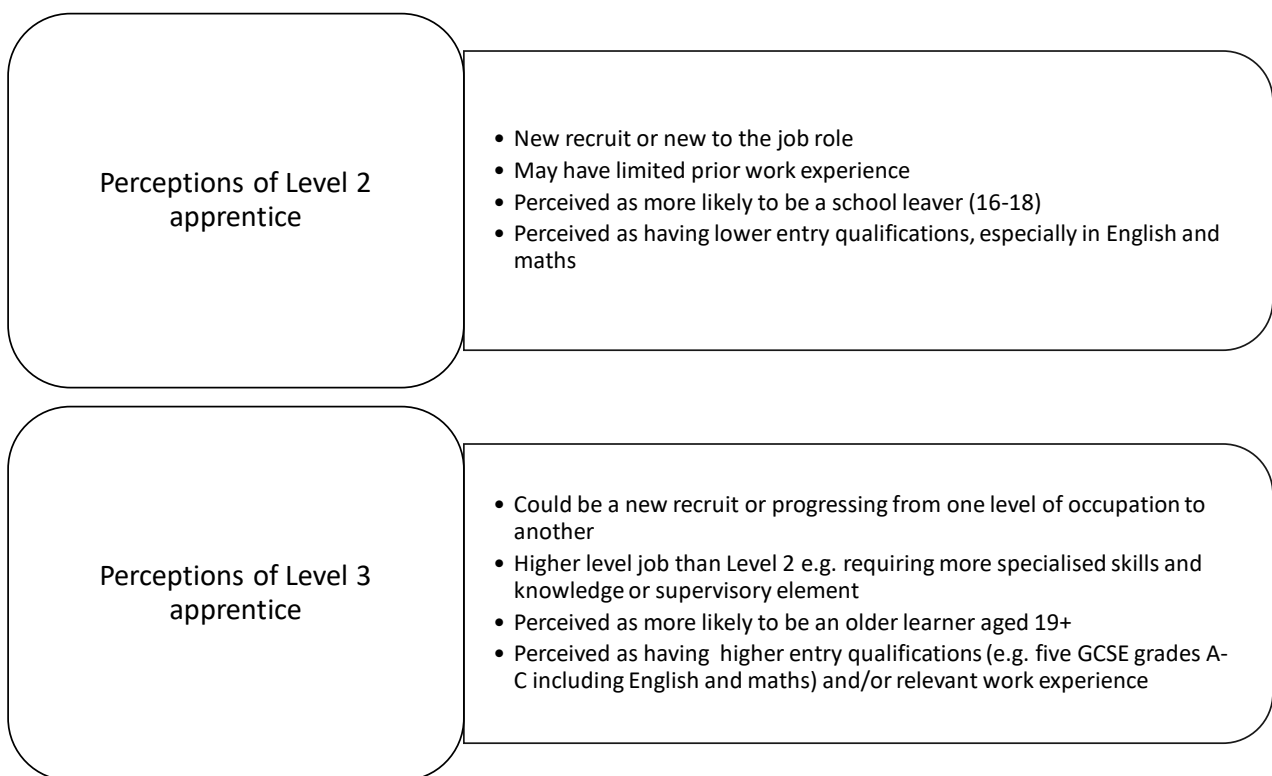 Perceptions of Level 2
apprentice
• New recruit or new to the job role
• May have limited prior work experience
• Perceived as more likely to be a school leaver (16-18)
• Perceived as having lower entry qualifications, especially in English and
maths
Perceptions of Level 3
apprentice
• Could be a new recruit or progressing from one level of occupation to
another
• Higher level job than Level 2 e.g. requiring more specialised skills and
knowledge or supervisory element
• Perceived as more likely to be an older learner aged 19+
• Perceived as having higher entry qualifications (e.g. five GCSE grades A-
C including English and maths) and/or relevant work experience